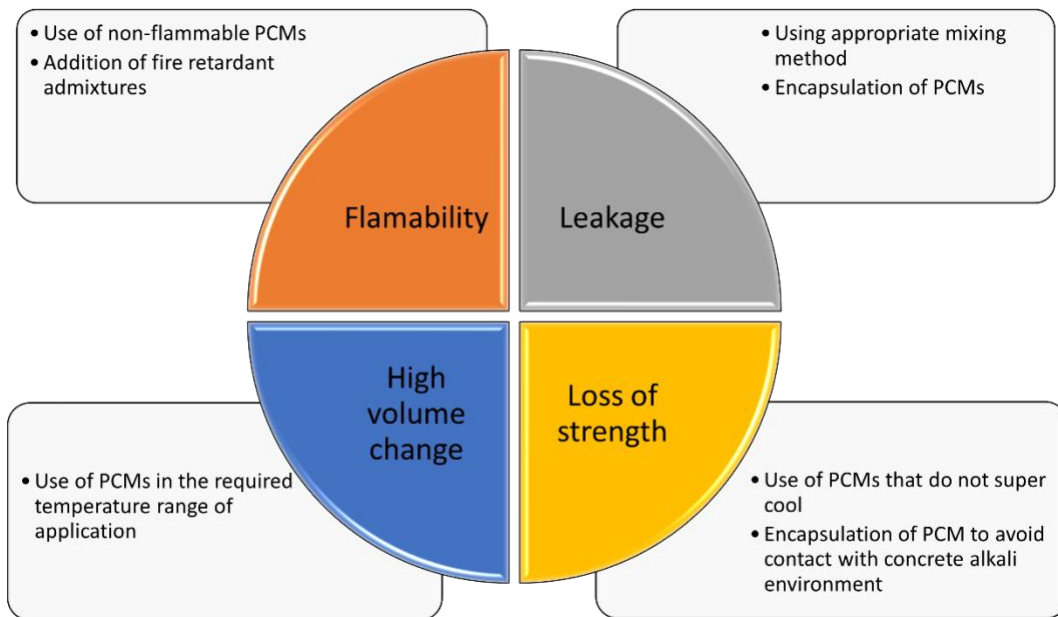 • Use of non-flammable PCMs
• Addition of fire retardant
admixtures
• Using appropriate mixing
method
• Encapsulation of PCMs
Flamability
Leakage
High
volume
change
Loss of
strength
• Use of PCMs in the required
temperature range of
application
• Use of PCMs that do not super
cool
• Encapsulation of PCM to avoid
contact with concrete alkali
environment